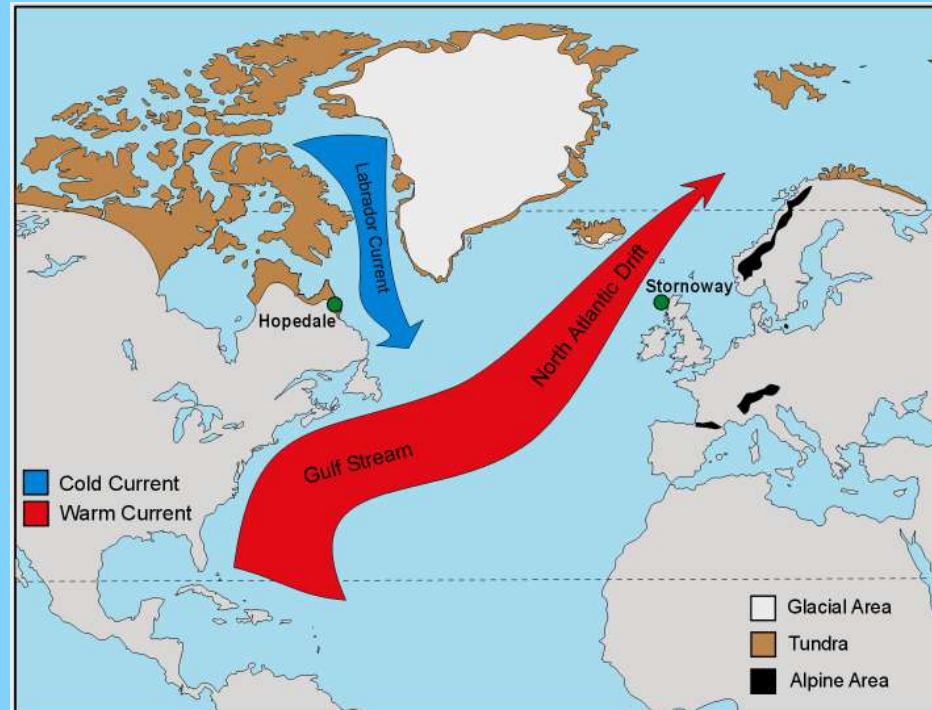 Labrador Current
Hopedale
Stornoway
North Atlantic Drift
Gulf Stream
Cold Current
Warm Current
Glacial Area
Tundra
Alpine Area